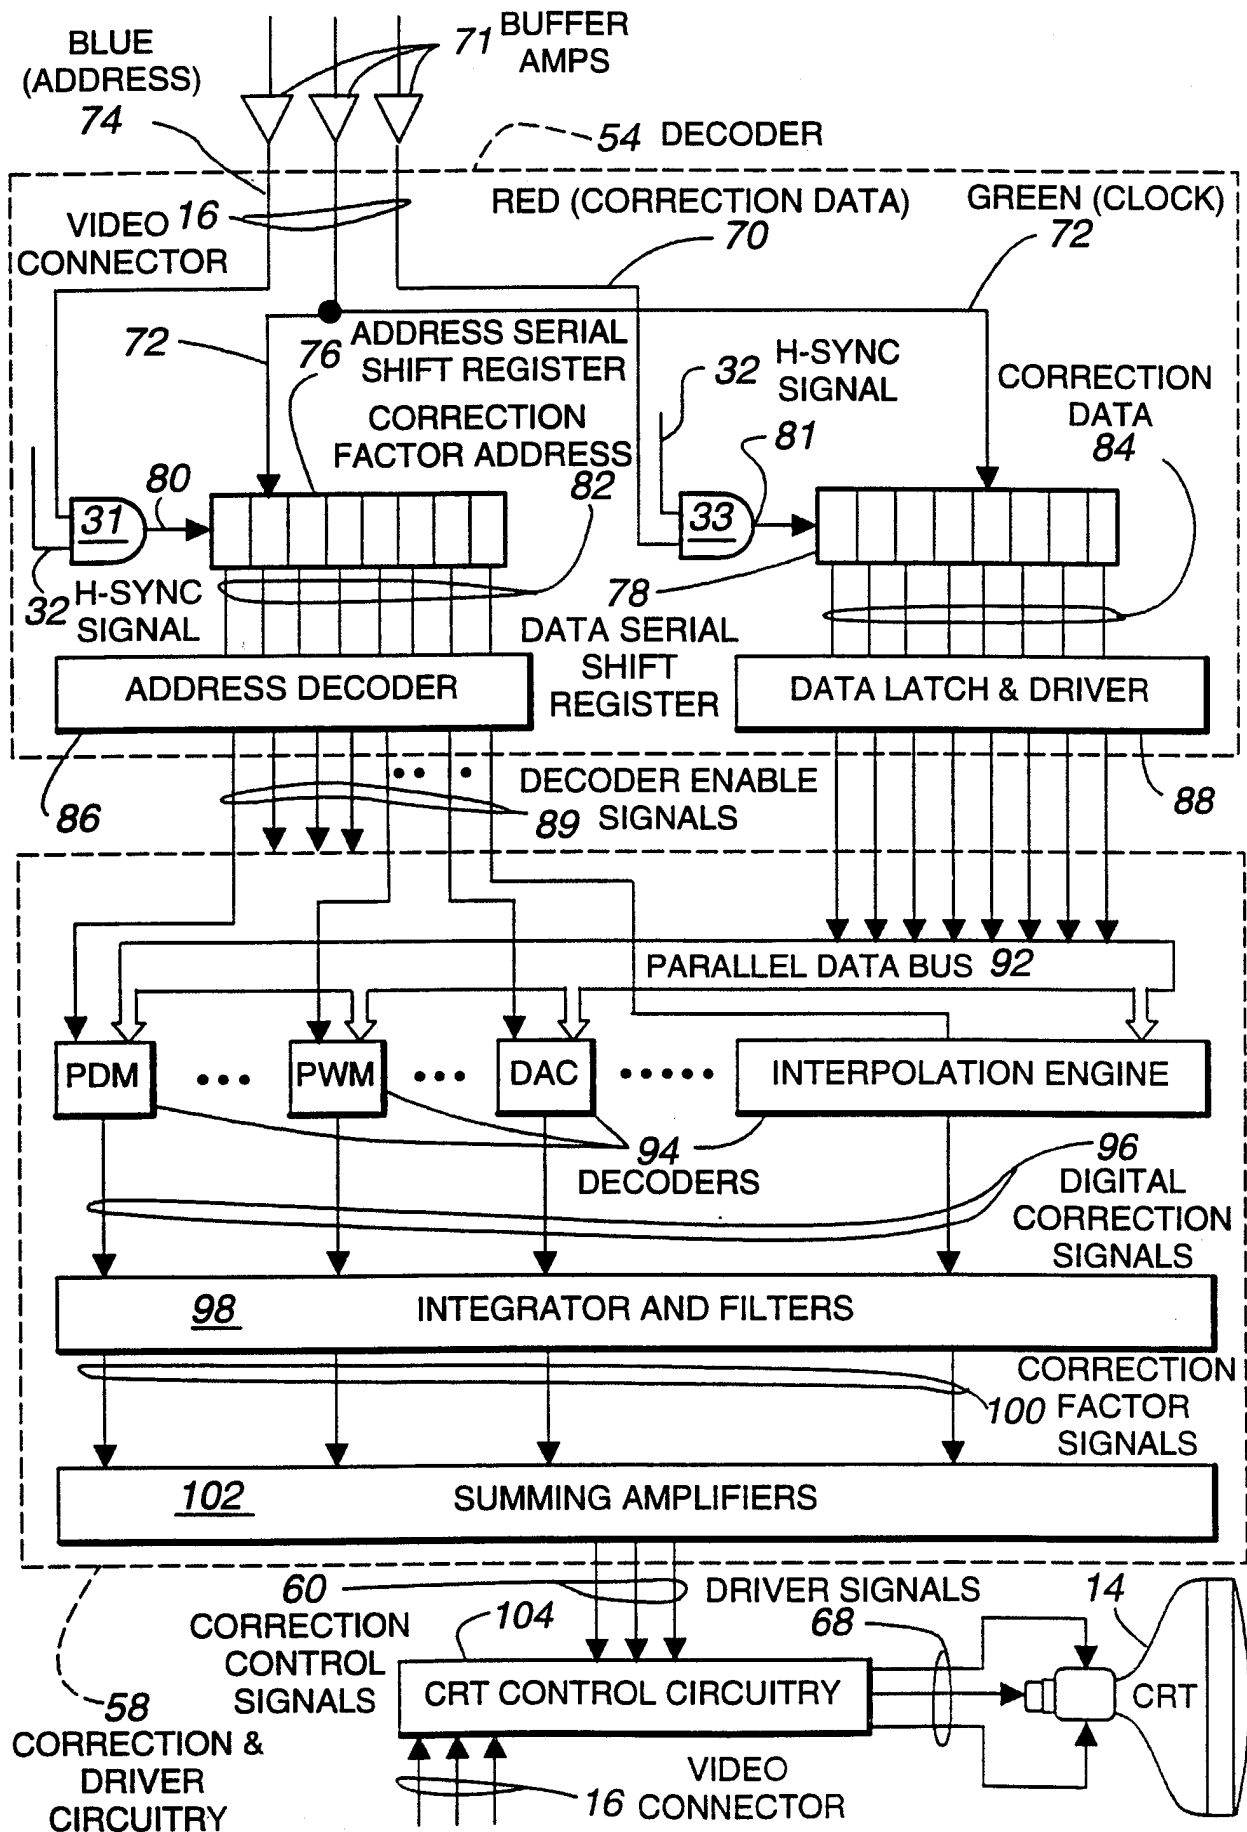 BLUE
(ADDRESS)
74
71 BUFFER
AMPS
54 DECODER
VIDEO 16
CONNECTOR
RED (CORRECTION DATA)
70
GREEN (CLOCK)
72
72
76 ADDRESS SERIAL
SHIFT REGISTER
32 H-SYNC
SIGNAL
CORRECTION
DATA
84
CORRECTION
FACTOR ADDRESS
82
81
80
31
33
32 H-SYNC
SIGNAL
78
DATA SERIAL
SHIFT
REGISTER
ADDRESS DECODER
DATA LATCH & DRIVER
86
DECODER ENABLE
SIGNALS
89
88
PARALLEL DATA BUS 92
PDM
PWM
DAC
INTERPOLATION ENGINE
94
DECODERS
96
DIGITAL
CORRECTION
SIGNALS
98 INTEGRATOR AND FILTERS
CORRECTION
100 FACTOR
SIGNALS
102 SUMMING AMPLIFIERS
60
CORRECTION
CONTROL
SIGNALS
DRIVER SIGNALS
104
68
14
CRT CONTROL CIRCUITRY
CRT
58
CORRECTION &
DRIVER
CIRCUITRY
VIDEO
16 CONNECTOR